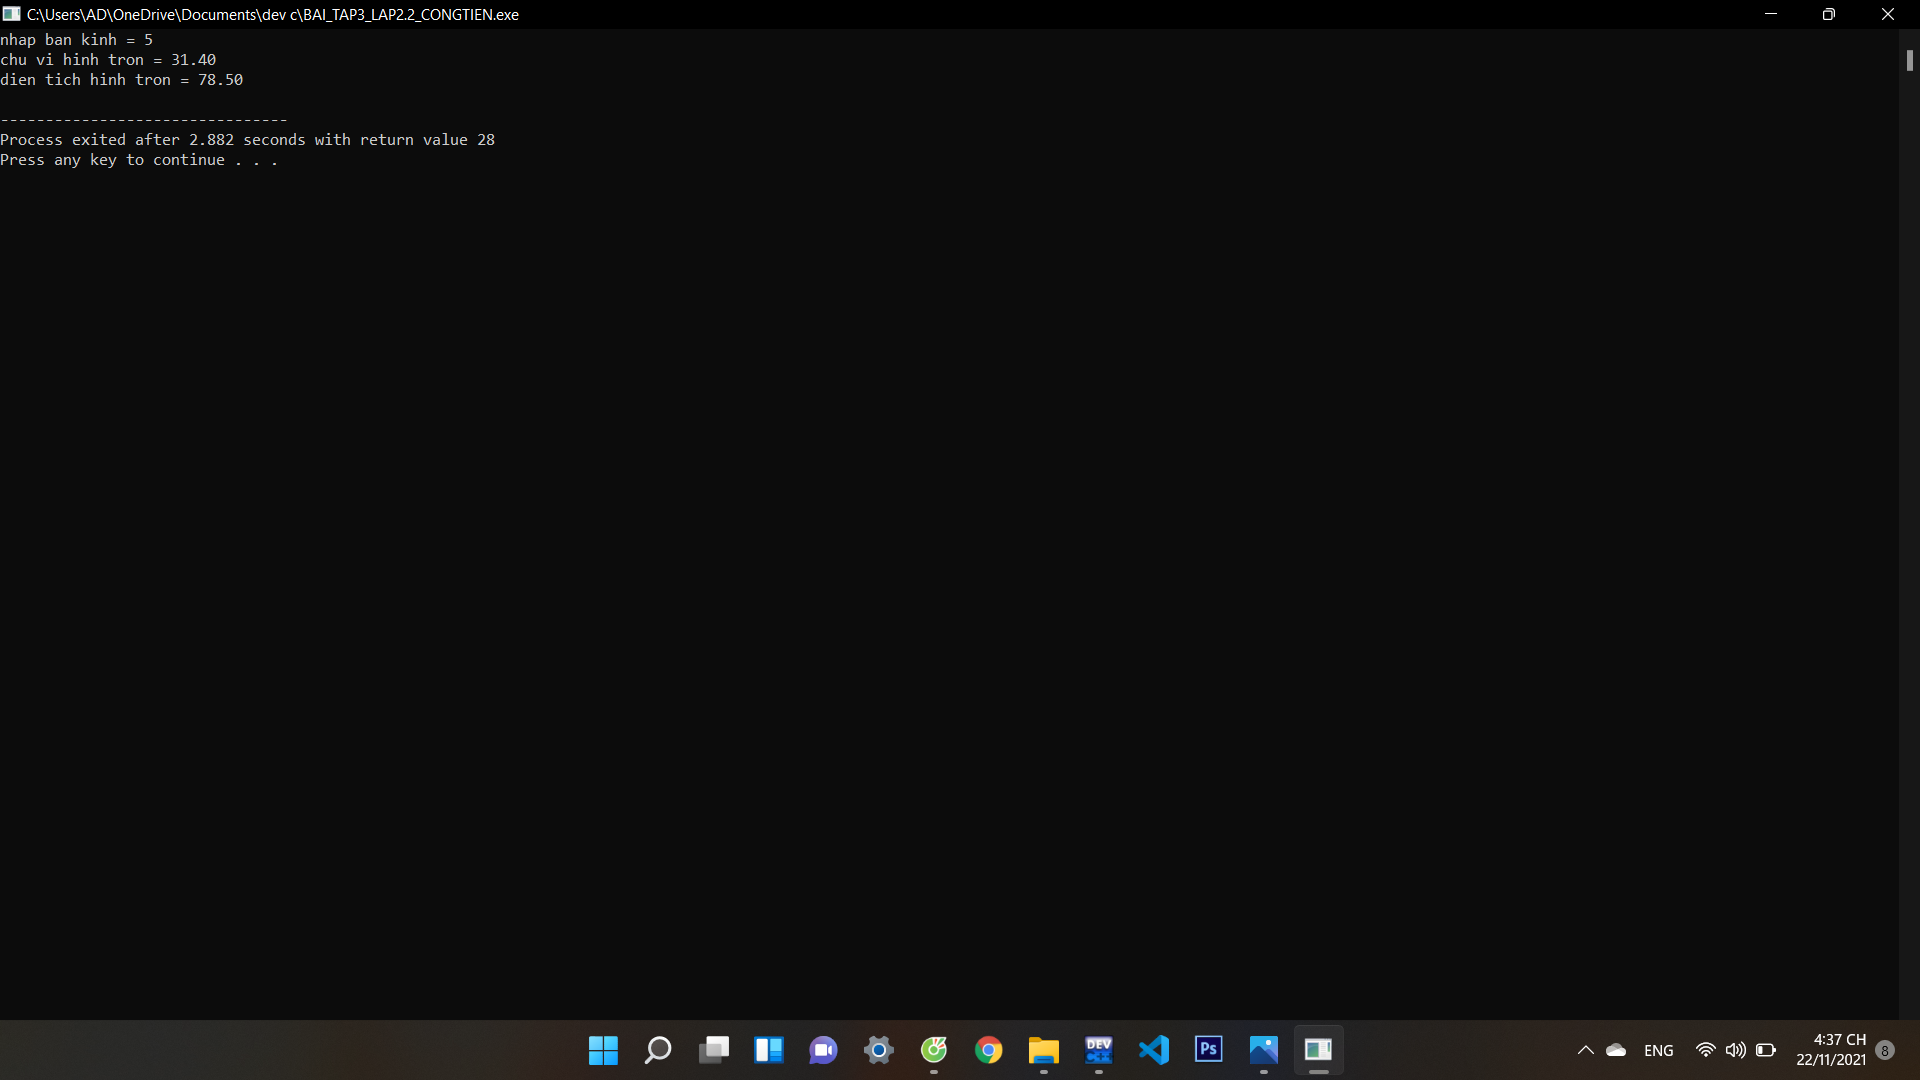 C:\Users\AD\OneDrive\Documents\dev c\BAI_TAP3_LAP2.2_CONGTIEN.exe
nhap ban kinh = 5
chu vi hinh tron = 31.40
dien tich hinh tron = 78.50
--------------------------------
Process exited after 2.882 seconds with return value 28
Press any key to continue . . .
DEV
C++
Ps
ENG
4:37 CH
22/11/2021
8